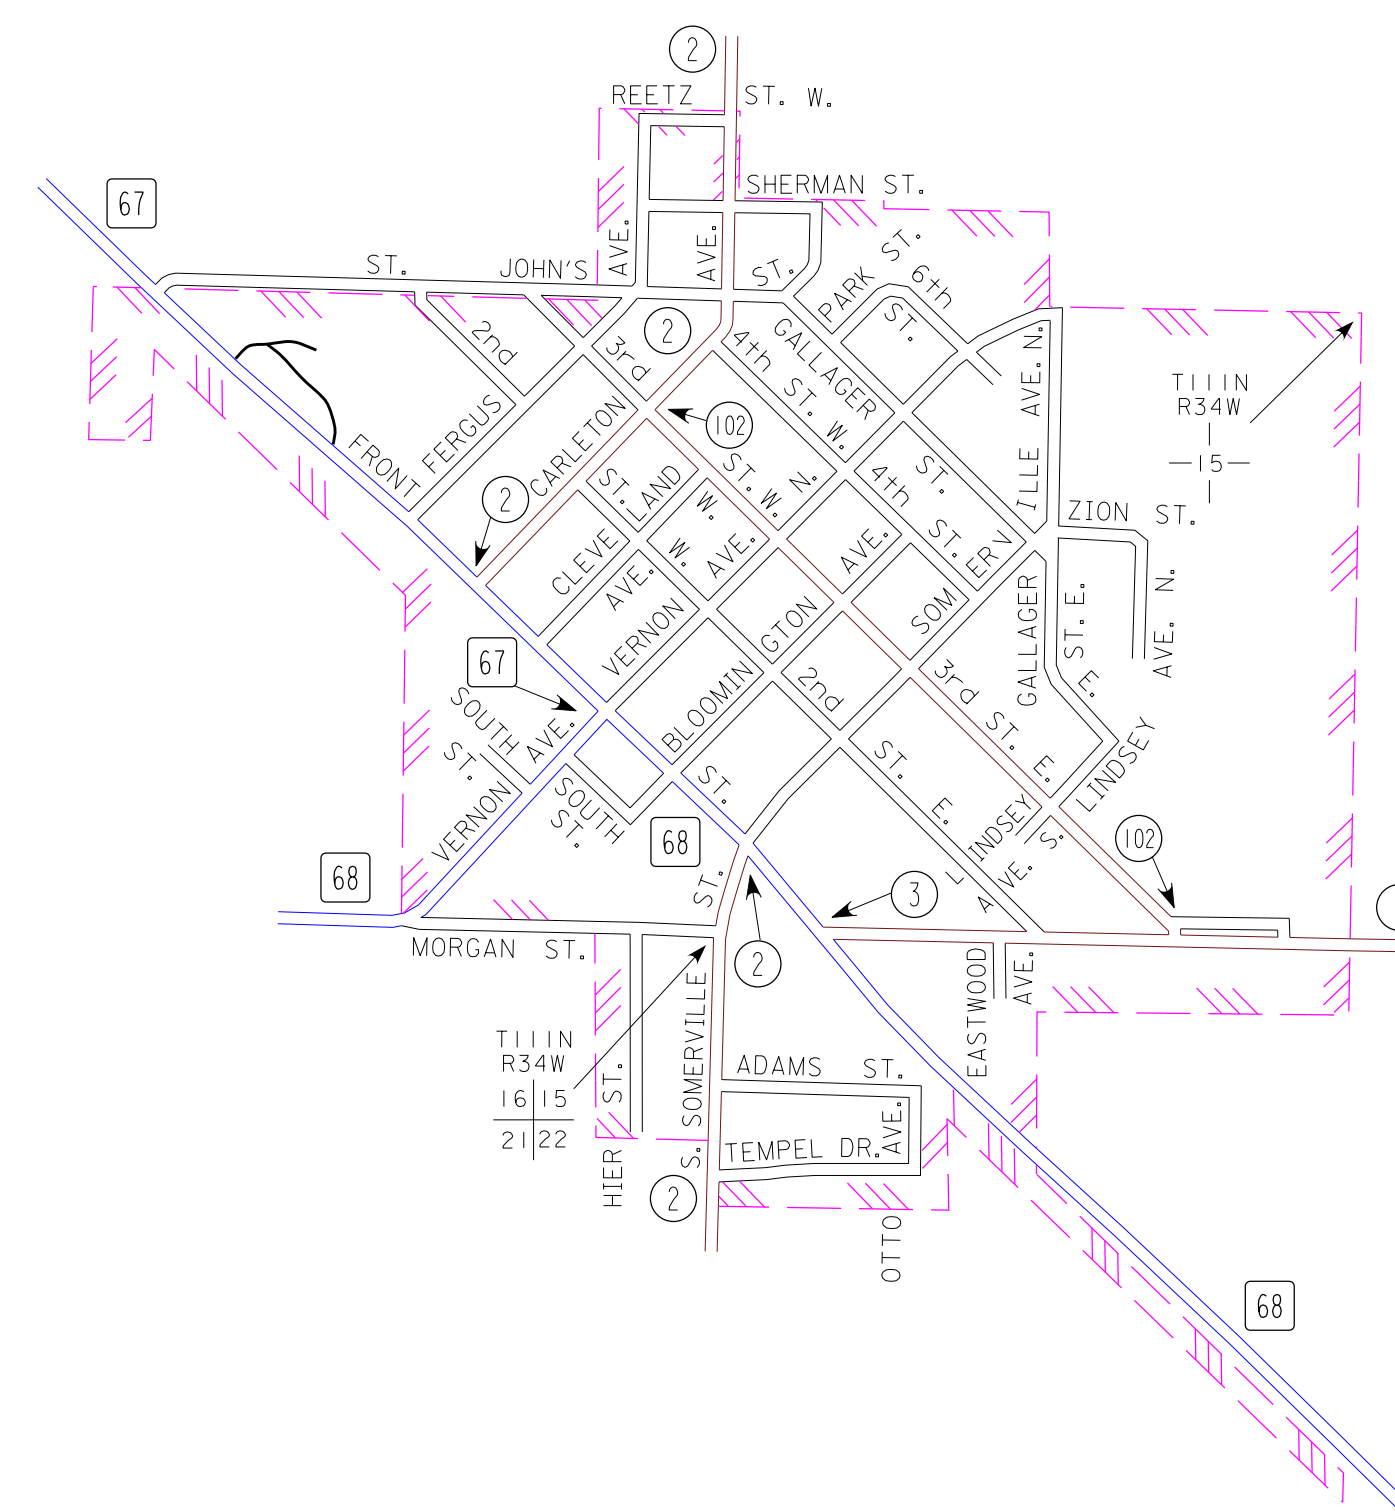 2
REETZ ST. W.
67
SHERMAN ST.
AVE.
AVE.
ST. JOHN'S ST.
PARK ST.
6th ST.
2
2nd
3rd
4th ST. W.
GALLAGER
ILLE AVE. N.
T111N
R34W
15
FERGUS
FRONT
CARLETON
102
ST. W.
N.
ST.
2
ST. W.
LAND
W.
4th ST.
ZION ST.
CLEVE
AVE.
AVE.
AVE.
ERV
SOM
VERNON
GTON
GALLAGER
ST. E.
AVE. N.
67
SOUTH ST.
AVE.
BLOOMIN
2nd
3rd ST. E.
E.
LINDSEY
VERNON
SOUTH ST.
ST.
ST. E.
LINDSEY
AVE. S.
68
68
102
ST.
3
MORGAN ST.
2
EASTWOOD AVE.
T111N
R34W
16 15
21 22
HIER ST.
S. SOMERVILLE
ADAMS ST.
TEMPEL DR.
OTTO AVE.
2
68